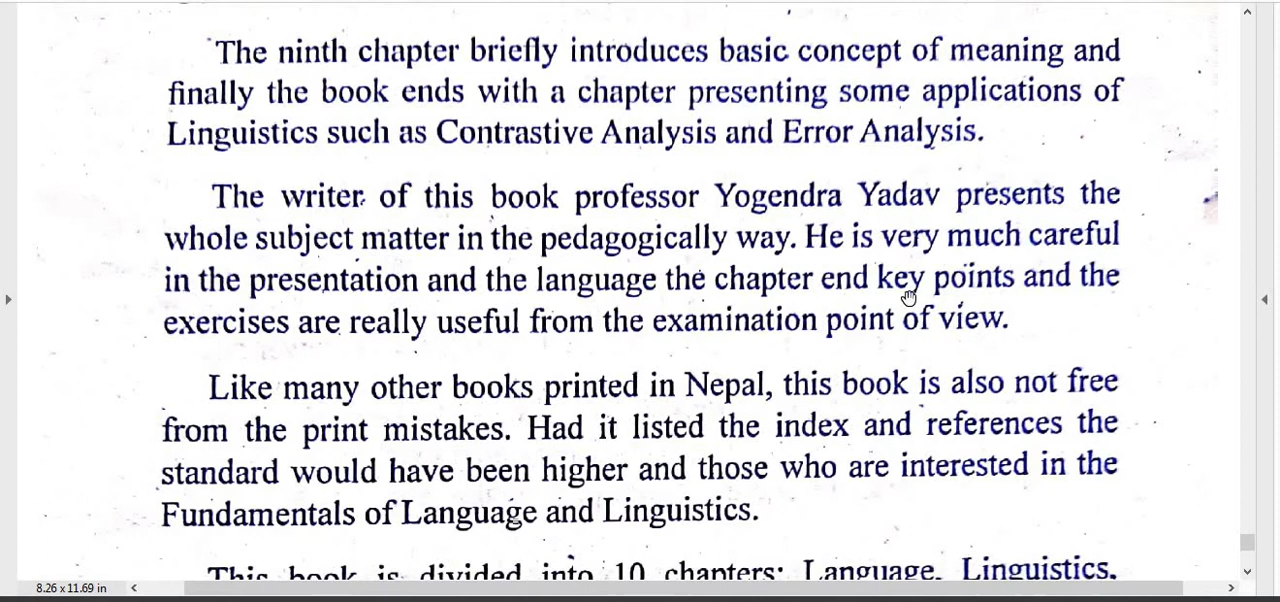 The ninth chapter briefly introduces basic concept of meaning and
finally the book ends with a chapter presenting some applications of
Linguistics such as Contrastive Analysis and Error Analysis.
The writer of this book professor Yogendra Yadav presents the
whole subject matter in the pedagogically way. He is very much careful
in the presentation and the language the chapter end key points and the
exercises are really useful from the examination point of view.
Like many other books printed in Nepal, this book is also not free
from the print mistakes. Had it listed the index and references the
standard would have been higher and those who are interested in the
Fundamentals of Language and Linguistics.
This book is divided into 10 chapters: Language, Linguistics,
8.26 x 11.69 in